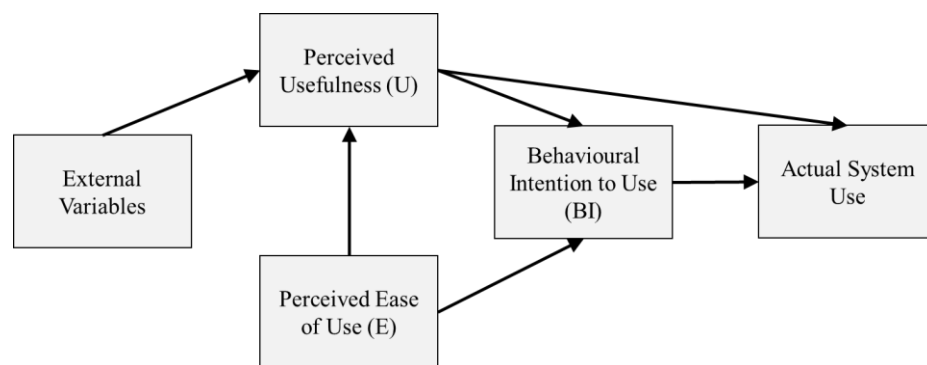 Perceived
Usefulness (U)
External
Variables
Behavioural
Intention to Use
(BI)
Actual System
Use
Perceived Ease
of Use (E)